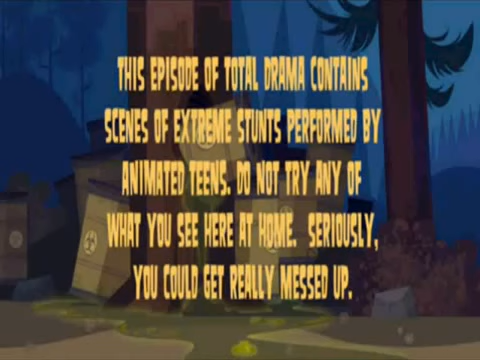 THIS EPISODE OF TOTAL DRAMA CONTAINS
SCENES OF EXTREME STUNTS PERFORMED BY
ANIMATED TEENS. DO NOT TRY ANY OF
WHAT YOU SEE HERE AT HOME. SERIOUSLY,
YOU COULD GET REALLY MESSED UP.